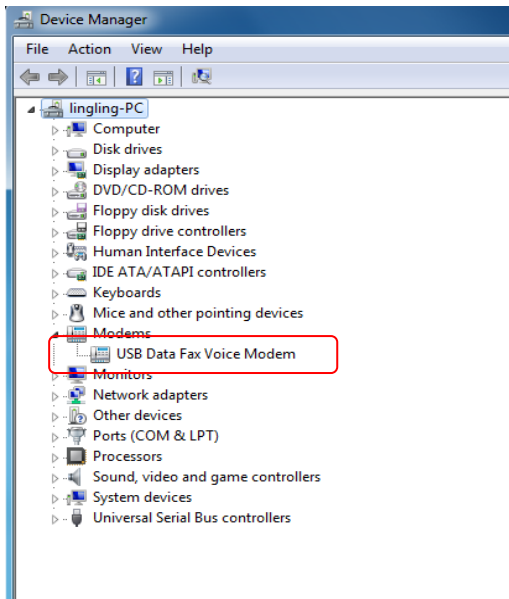 Device Manager
File Action View Help
lingling-PC
Computer
Disk drives
Display adapters
DVD/CD-ROM drives
Floppy disk drives
Floppy drive controllers
Human Interface Devices
IDE ATA/ATAPI controllers
Keyboards
Mice and other pointing devices
Modems
USB Data Fax Voice Modem
Monitors
Network adapters
Other devices
Ports (COM & LPT)
Processors
Sound, video and game controllers
System devices
Universal Serial Bus controllers